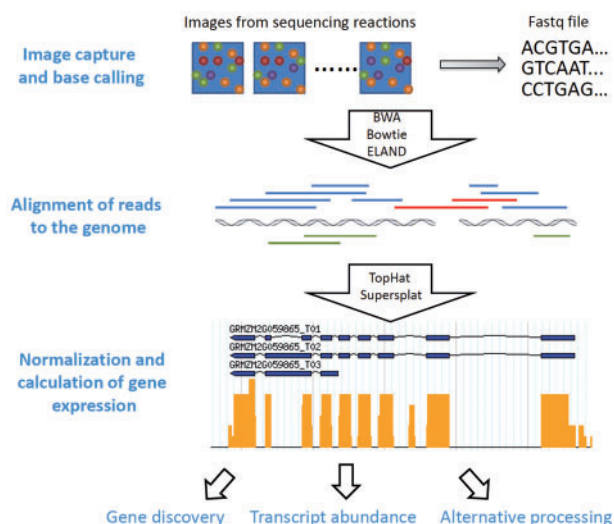 Images from sequencing reactions
Fastq file
Image capture
and base calling
ACGTGA...
GTCAAT...
CCTGAG...
......
BWA
Bowtie
ELAND
Alignment of reads
to the genome
TopHat
Supersplat
GRMZM2G059865_T01
GRMZM2G059865_T02
GRMZM2G059865_T03
Normalization and
calculation of gene
expression
Gene discovery
Transcript abundance
Alternative processing